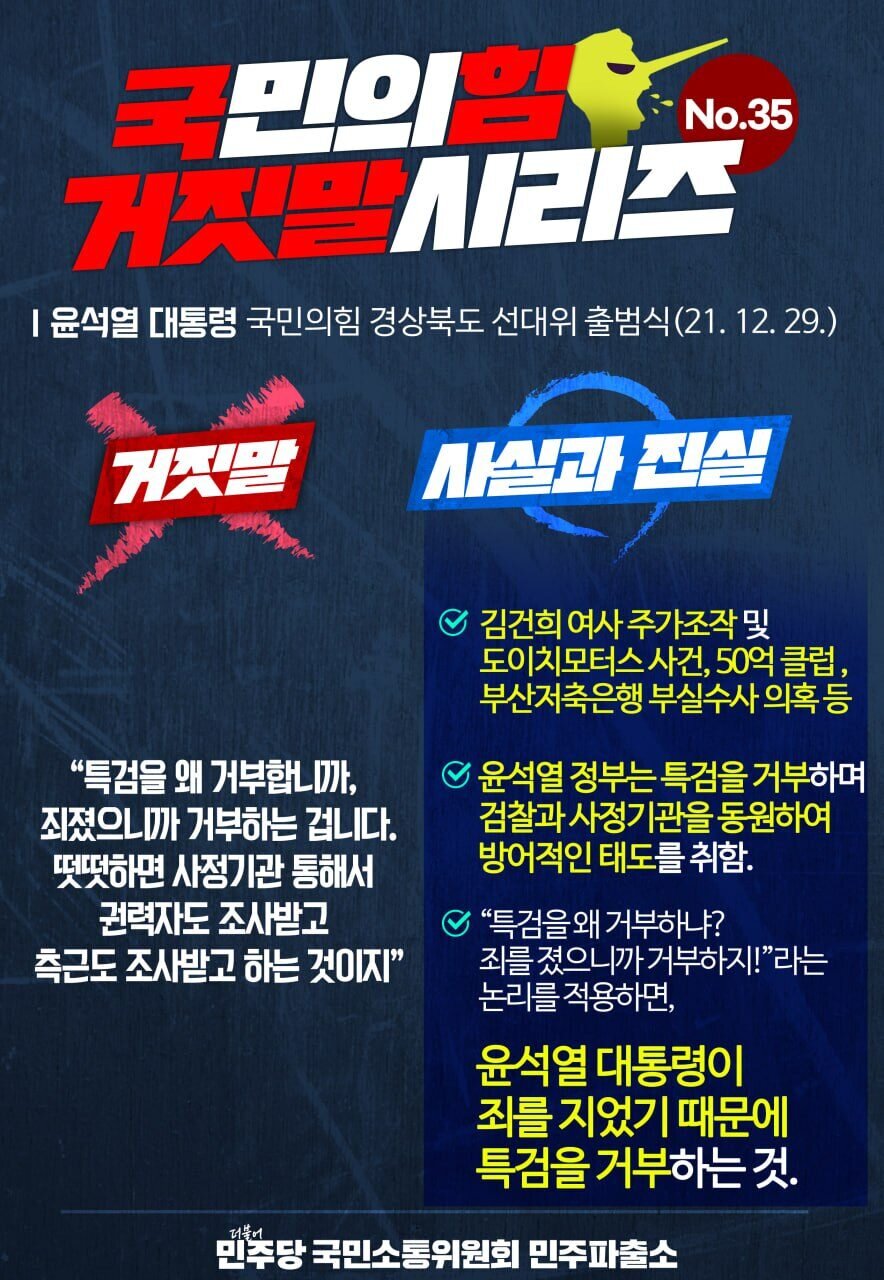 국민의힘
No.35
거짓말시리즈
| 윤석열 대통령 국민의힘 경상북도 선대위 출범식(21. 12. 29.)
거짓말
“특검을 왜 거부합니까,
죄졌으니까 거부하는 겁니다.
떳떳하면 사정기관 통해서
권력자도 조사받고
측근도 조사받고 하는 것이지”
사실과 진실
김건희 여사 주가조작 및
도이치모터스 사건, 50억 클럽,
부산저축은행 부실수사 의혹 등
윤석열 정부는 특검을 거부하며
검찰과 사정기관을 동원하여
방어적인 태도를 취함.
“특검을 왜 거부하냐?
죄를 졌으니까 거부하지!”라는
논리를 적용하면,
윤석열 대통령이
죄를 지었기 때문에
특검을 거부하는 것.
더불어
민주당 국민소통위원회 민주파출소